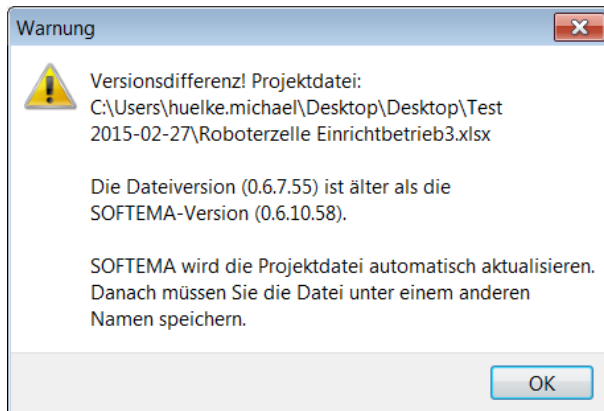 Warnung
Versionsdifferenz! Projektdatei:
C:\Users\huelke.michael\Desktop\Desktop\Test
2015-02-27\Roboterzelle Einrichtbetrieb3.xlsx
Die Dateiversion (0.6.7.55) ist älter als die
SOFTEMA-Version (0.6.10.58).
SOFTEMA wird die Projektdatei automatisch aktualisieren.
Danach müssen Sie die Datei unter einem anderen
Namen speichern.
OK